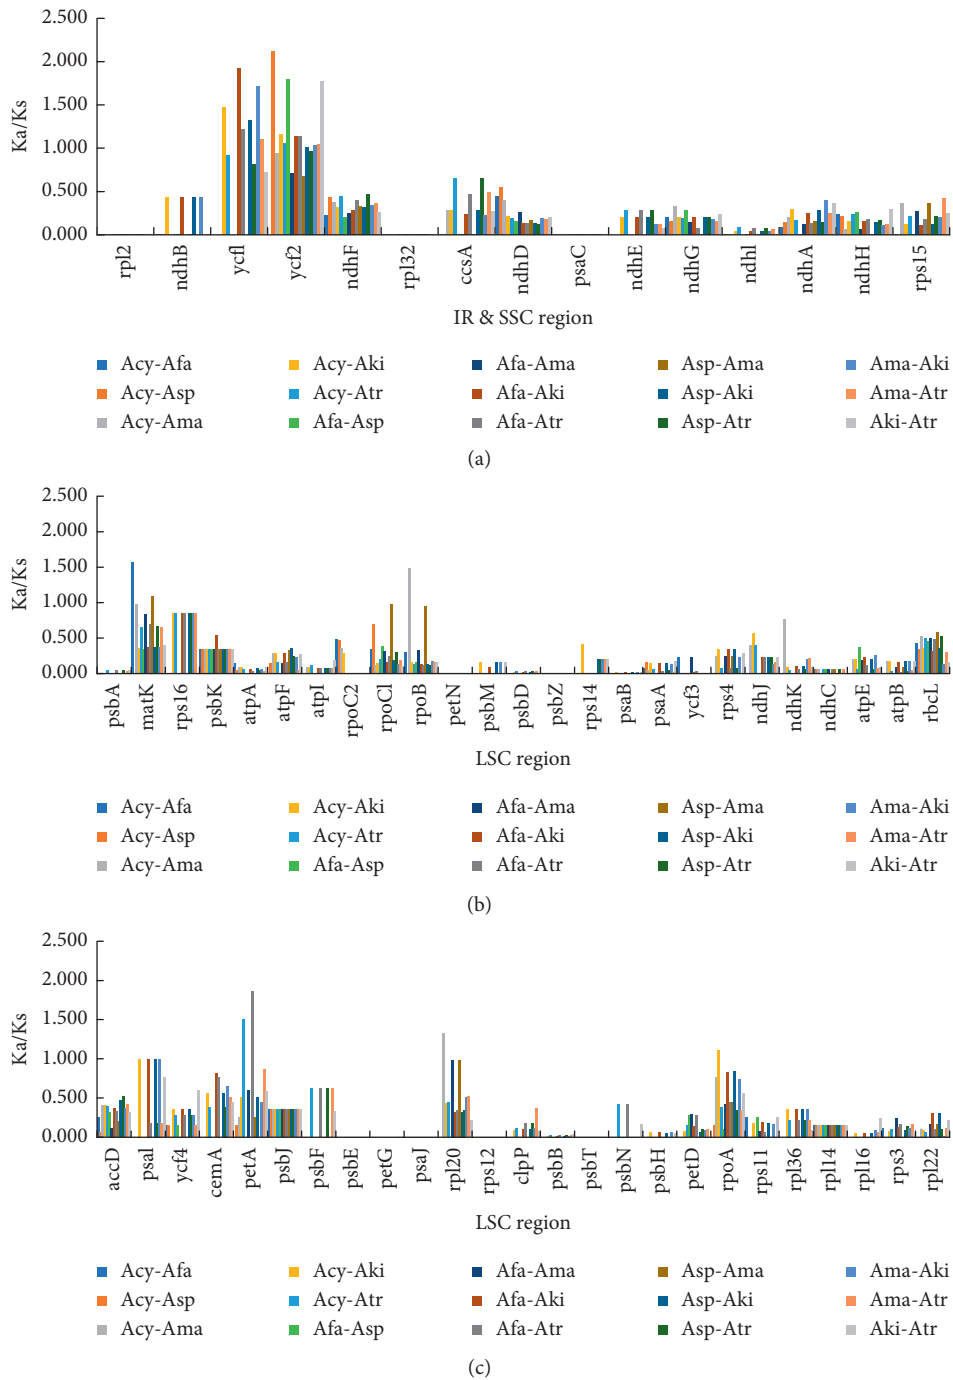 2.500
2.000
1.500
1.000
0.500
0.000
Ka/Ks
rpl2
ndhB
ycfl
ycf2
ndhF
rpl32
ccsA
ndhD
psaC
ndhE
ndhG
ndhl
ndhA
ndhH
rps15
IR & SSC region
Acy-Afa Acy-Aki Afa-Ama Asp-Ama Ama-Aki
Acy-Asp Acy-Atr Afa-Aki Asp-Aki Ama-Atr
Acy-Ama Afa-Asp Afa-Atr Asp-Atr Aki-Atr
(a)
2.500
2.000
1.500
1.000
0.500
0.000
Ka/Ks
psbA
matK
rps16
psbK
atpA
atpF
atpI
rpoC2
rpoCl
rpoB
petN
psbM
psbD
psbZ
rps14
psaB
psaA
ycf3
rps4
ndhJ
ndhK
ndhC
atpE
atpB
rbcL
LSC region
Acy-Afa Acy-Aki Afa-Ama Asp-Ama Ama-Aki
Acy-Asp Acy-Atr Afa-Aki Asp-Aki Ama-Atr
Acy-Ama Afa-Asp Afa-Atr Asp-Atr Aki-Atr
(b)
2.500
2.000
1.500
1.000
0.500
0.000
Ka/Ks
accD
psal
ycf4
cemA
petA
psbJ
psbF
psbE
petG
psaJ
rpl20
rps12
clpP
psbB
psbT
psbN
psbH
petD
rpoA
rps11
rpl36
rpl14
rpl16
rps3
rpl22
LSC region
Acy-Afa Acy-Aki Afa-Ama Asp-Ama Ama-Aki
Acy-Asp Acy-Atr Afa-Aki Asp-Aki Ama-Atr
Acy-Ama Afa-Asp Afa-Atr Asp-Atr Aki-Atr
(c)